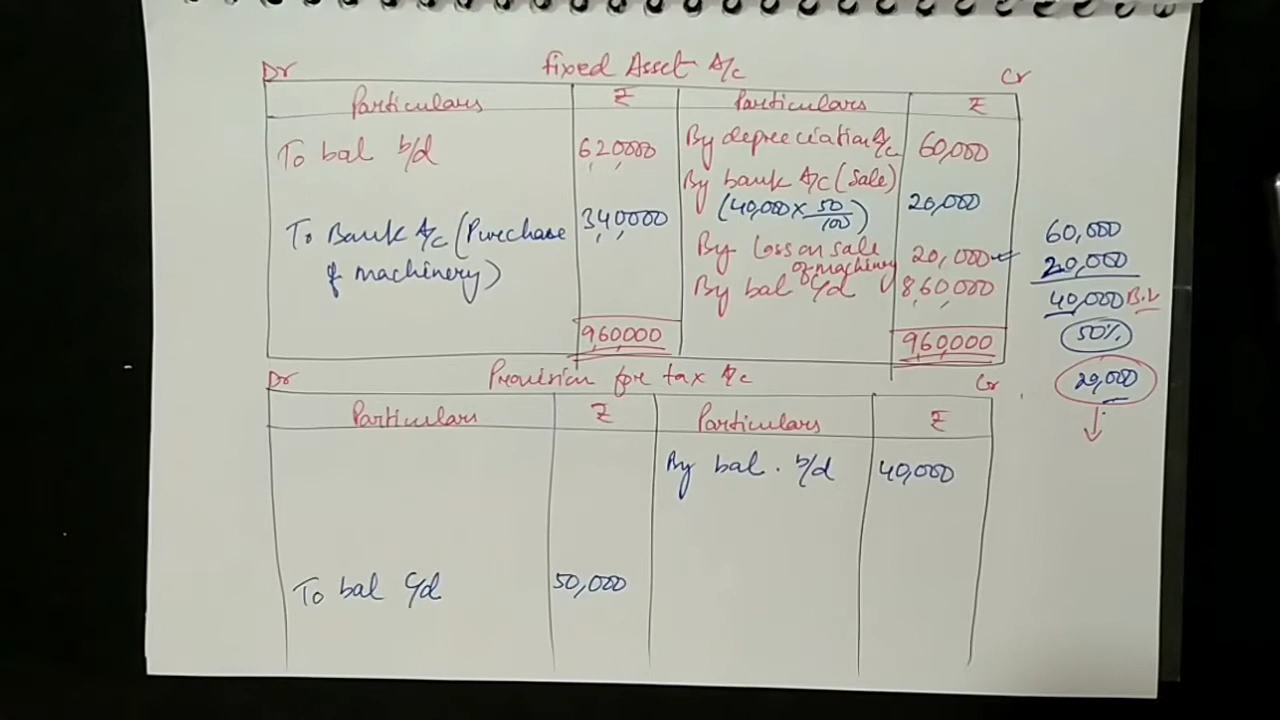 Dr Fixed Asset A/c Cr
Particulars ₹ Particulars ₹
To bal b/d 620000 By depreciation A/c 60,000
By bank A/c (Sale)
(40,000 × 50/100) 20,000
To Bank A/c (Purchase 340000
of machinery)
By Loss on sale 20,000
of machinery
By bal c/d 8,60,000
960000 960,000
60,000
20,000
40,000 B.V
50%
20,000
Dr Provision for tax A/c Cr
Particulars ₹ Particulars ₹
By bal. b/d 40,000
To bal c/d 50,000